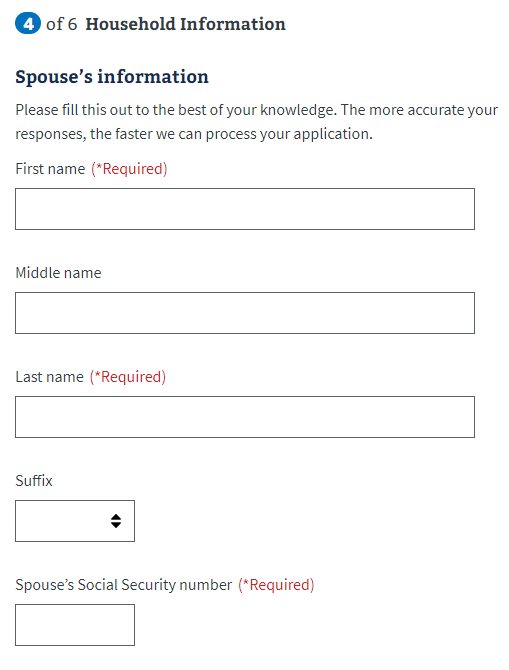 4 of 6 Household Information
Spouse’s information
Please fill this out to the best of your knowledge. The more accurate your
responses, the faster we can process your application.
First name (*Required)
Middle name
Last name (*Required)
Suffix
Spouse’s Social Security number (*Required)